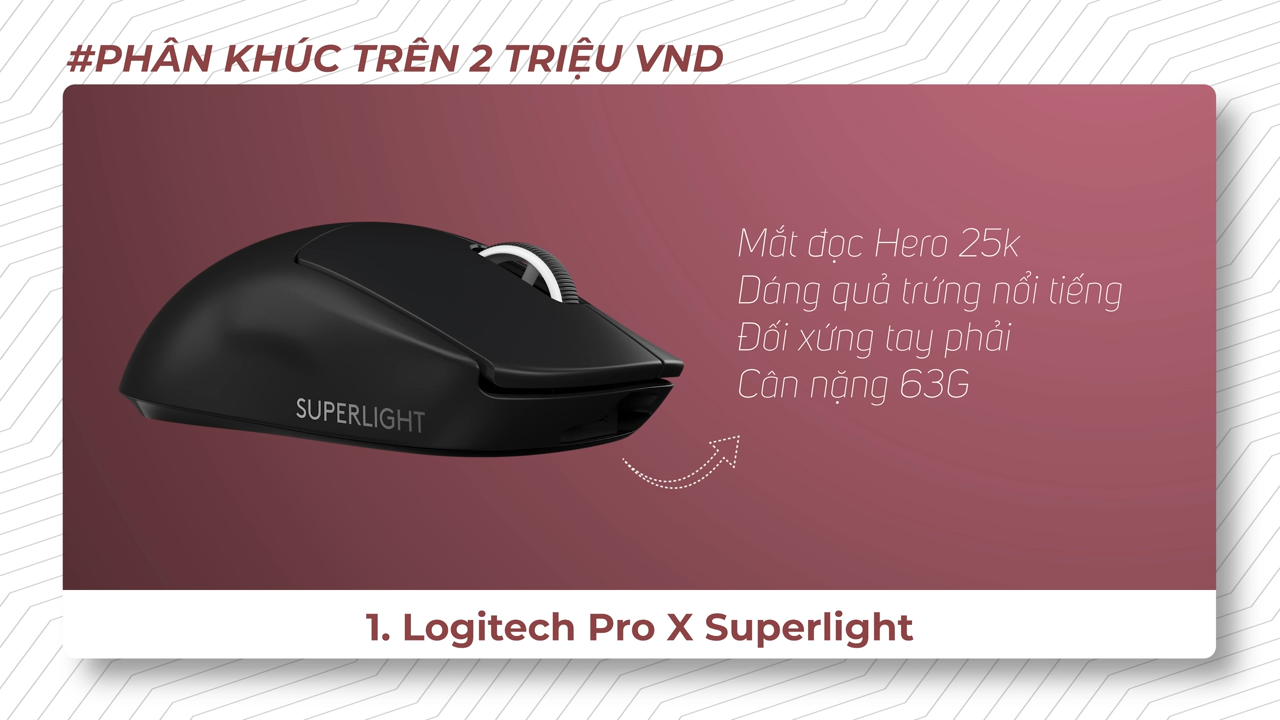 #PHÂN KHÚC TRÊN 2 TRIỆU VND
Mắt đọc Hero 25k
Dáng quả trứng nổi tiếng
Đối xứng tay phải
Cân nặng 63G
SUPERLIGHT
1. Logitech Pro X Superlight